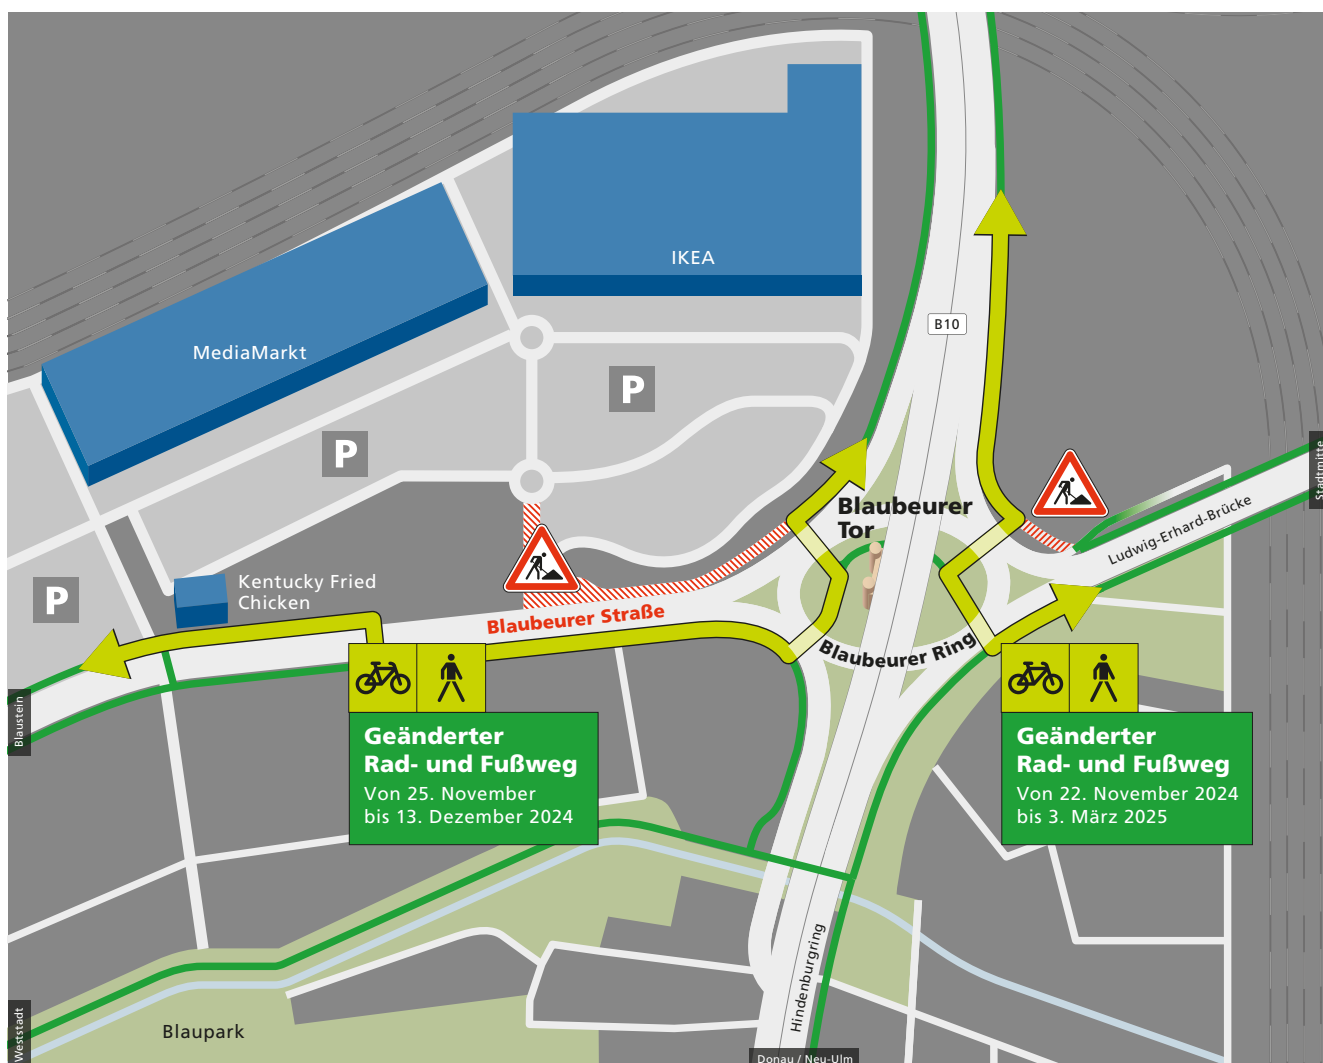 IKEA
B10
MediaMarkt
P
P
Stadtmitte
Blaubeurer
Tor
Ludwig-Erhard-Brücke
Kentucky Fried
Chicken
P
Blaubeurer Straße
Blaubeurer Ring
Blaustein
Geänderter
Rad- und Fußweg
Von 25. November
bis 13. Dezember 2024
Geänderter
Rad- und Fußweg
Von 22. November 2024
bis 3. März 2025
Hindenburgring
Weststadt
Blaupark
Donau / Neu-Ulm